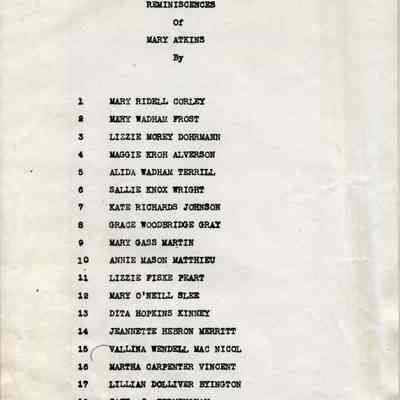 REMINISCENCES
Of
MARY ATKINS
By
1 MARY RIDELL CORLEY
2 MARY WADHAM FROST
3 LIZZIE MOREY DOHRMANN
4 MAGGIE KROH ALVERSON
5 ALIDA WADHAM TERRILL
6 SALLIE KNOX WRIGHT
7 KATE RICHARDS JOHNSON
8 GRACE WOODBRIDGE GRAY
9 MARY GASS MARTIN
10 ANNIE MASON MATTHIEU
11 LIZZIE FISKE PEART
12 MARY O'NEILL SLEE
13 DITA HOPKINS KINNEY
14 JEANNETTE HERRON MERRITT
15 VALLINA WENDELL MAC NICOL
16 MARTHA CARPENTER VINCENT
17 LILLIAN DOLLIVER HYINGTON